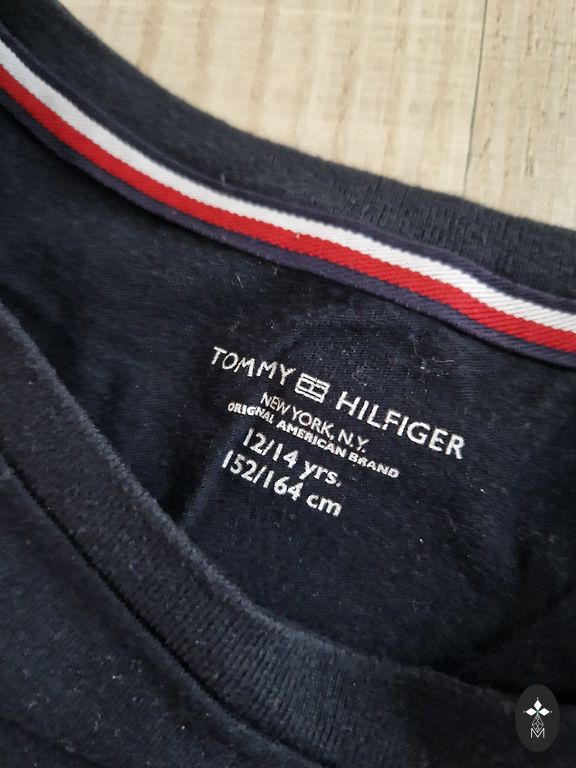 TOMMY HILFIGER
NEW YORK, N.Y.
ORIGINAL AMERICAN BRAND
12/14 yrs.
152/164 cm
M